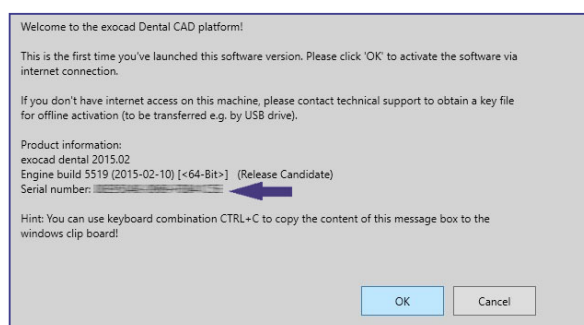 Welcome to the exocad Dental CAD platform!
This is the first time you've launched this software version. Please click 'OK' to activate the software via
internet connection.
If you don't have internet access on this machine, please contact technical support to obtain a key file
for offline activation (to be transferred e.g. by USB drive).
Product information:
exocad dental 2015.02
Engine build 5519 (2015-02-10) [<64-Bit>] (Release Candidate)
Serial number:
Hint: You can use keyboard combination CTRL+C to copy the content of this message box to the
windows clip board!
OK Cancel